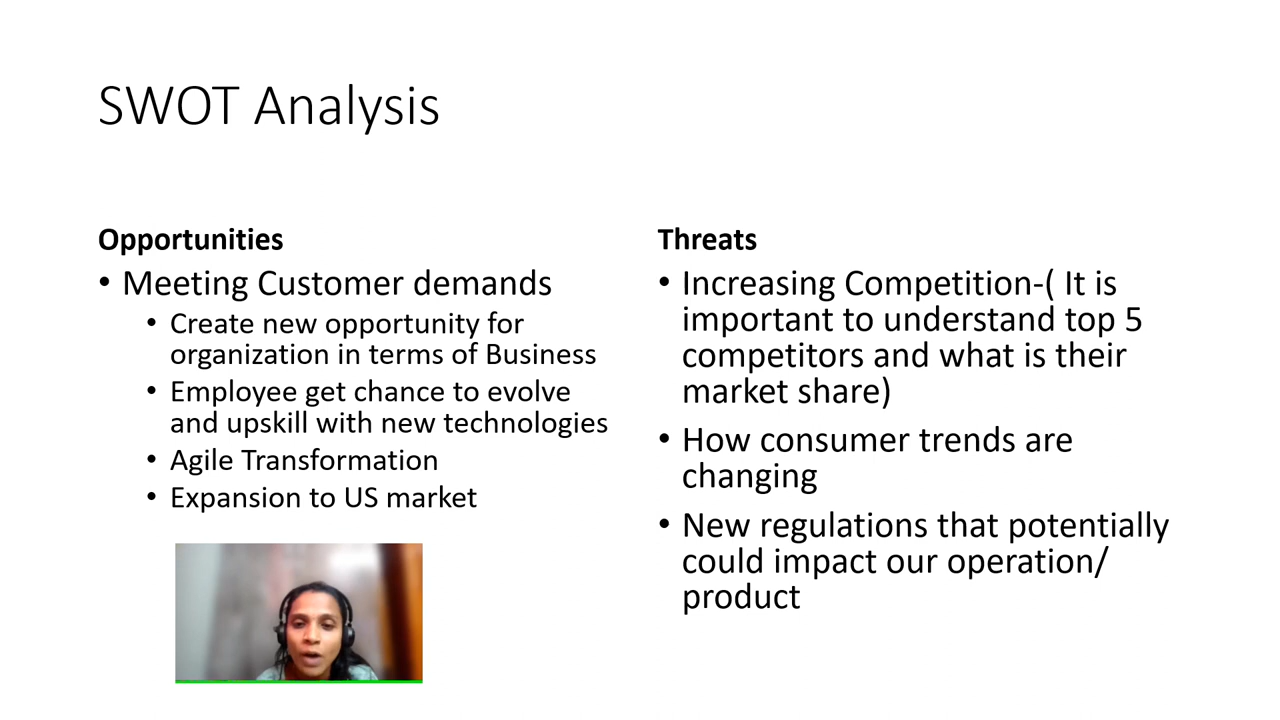 SWOT Analysis
Opportunities
• Meeting Customer demands
• Create new opportunity for
organization in terms of Business
• Employee get chance to evolve
and upskill with new technologies
• Agile Transformation
• Expansion to US market
Threats
• Increasing Competition-( It is
important to understand top 5
competitors and what is their
market share)
• How consumer trends are
changing
• New regulations that potentially
could impact our operation/
product